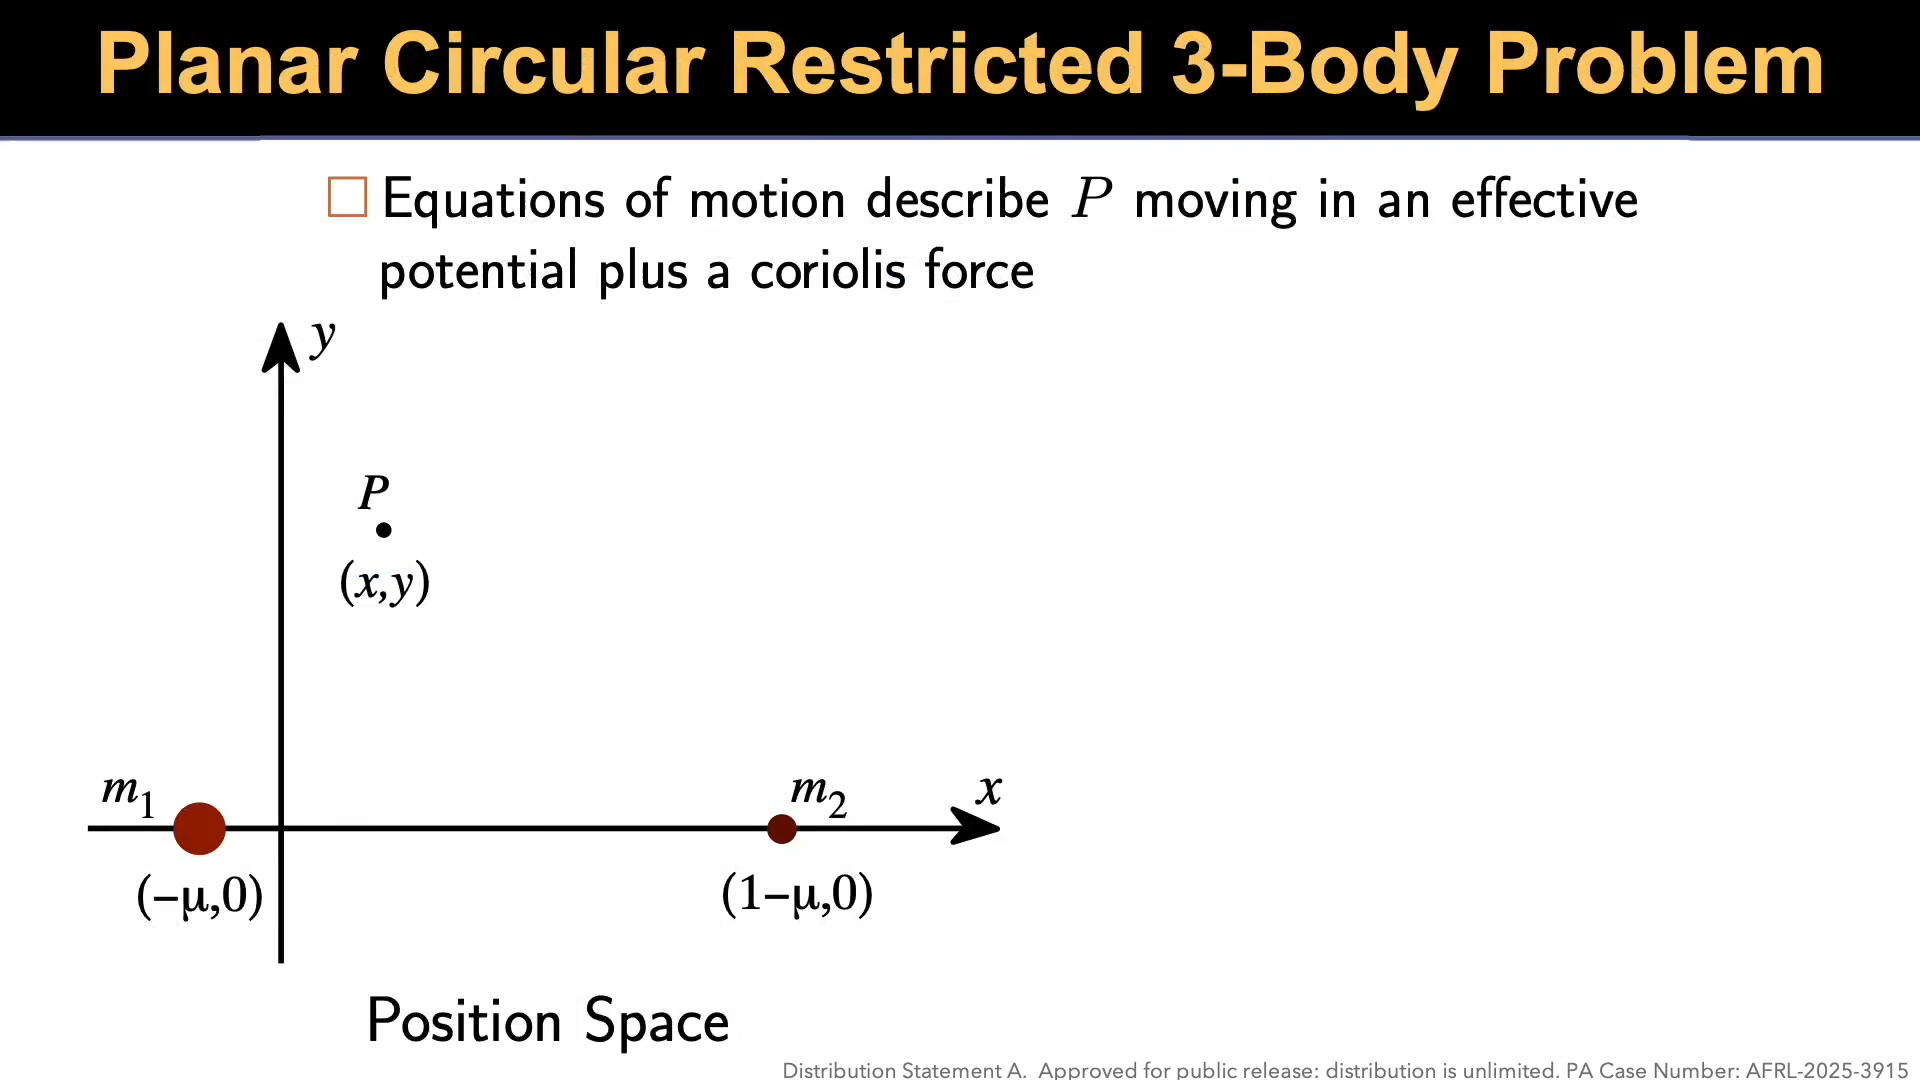 Planar Circular Restricted 3-Body Problem
Equations of motion describe P moving in an effective
potential plus a coriolis force
y
P
(x,y)
m1
m2
x
(−μ,0)
(1−μ,0)
Position Space
Distribution Statement A. Approved for public release: distribution is unlimited. PA Case Number: AFRL-2025-3915